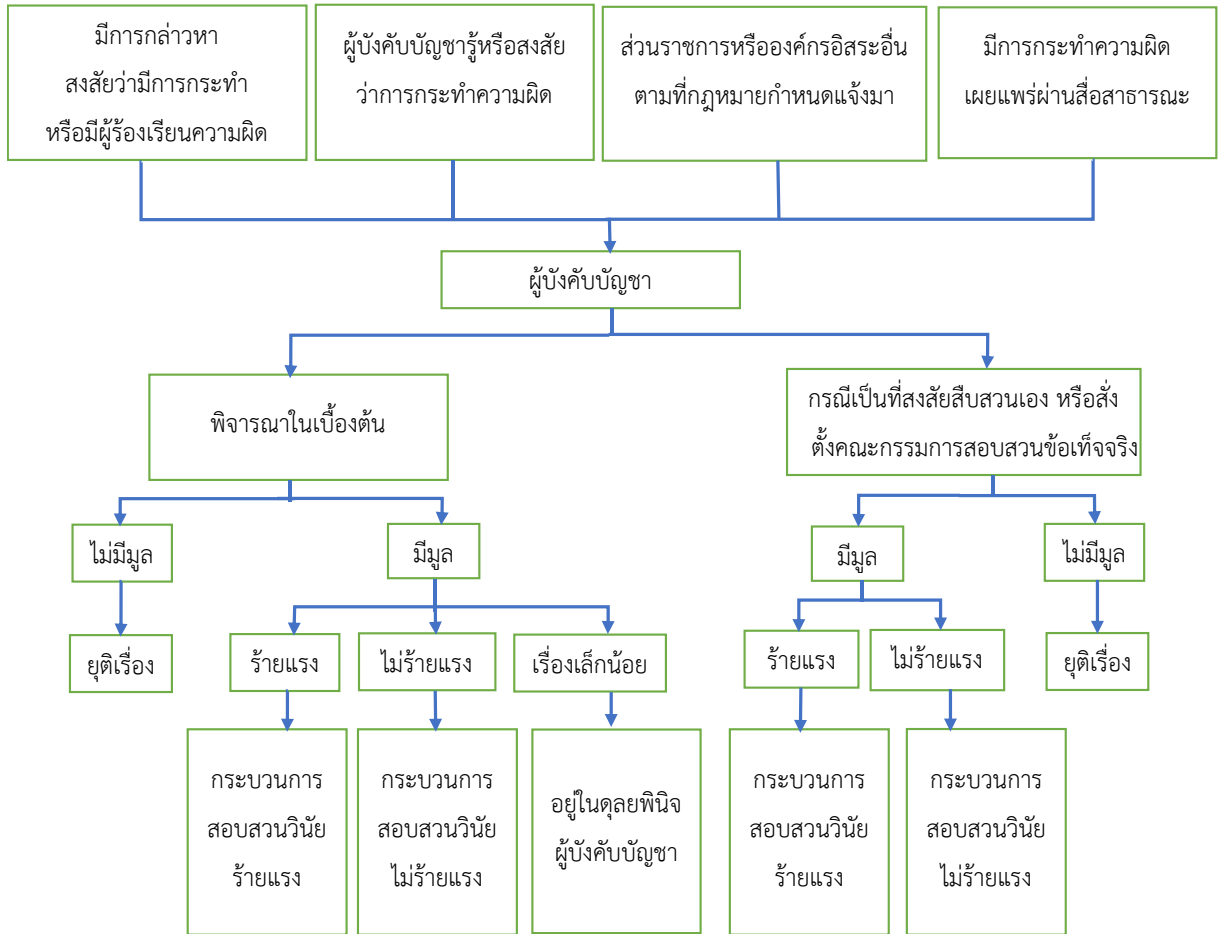 มีการกล่าวหา
สงสัยว่ามีการกระทำ
หรือมีผู้ร้องเรียนความผิด
ผู้บังคับบัญชารู้หรือสงสัย
ว่าการกระทำความผิด
ส่วนราชการหรือองค์กรอิสระอื่น
ตามที่กฎหมายกำหนดแจ้งมา
มีการกระทำความผิด
เผยแพร่ผ่านสื่อสาธารณะ
ผู้บังคับบัญชา
พิจารณาในเบื้องต้น
กรณีเป็นที่สงสัยสืบสวนเอง หรือสั่ง
ตั้งคณะกรรมการสอบสวนข้อเท็จจริง
ไม่มีมูล
มีมูล
มีมูล
ไม่มีมูล
ยุติเรื่อง
ร้ายแรง
ไม่ร้ายแรง
เรื่องเล็กน้อย
ร้ายแรง
ไม่ร้ายแรง
ยุติเรื่อง
กระบวนการ
สอบสวนวินัย
ร้ายแรง
กระบวนการ
สอบสวนวินัย
ไม่ร้ายแรง
อยู่ในดุลยพินิจ
ผู้บังคับบัญชา
กระบวนการ
สอบสวนวินัย
ร้ายแรง
กระบวนการ
สอบสวนวินัย
ไม่ร้ายแรง